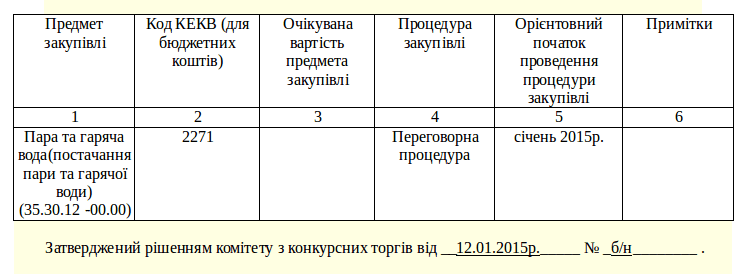 Предмет закупівлі
Код КЕКВ (для бюджетних коштів)
Очікувана вартість предмета закупівлі
Процедура закупівлі
Орієнтовний початок проведення процедури закупівлі
Примітки
1 2 3 4 5 6
Пара та гаряча вода(постачання пари та гарячої води) (35.30.12 -00.00)
2271
Переговорна процедура
січень 2015р.
Затверджений рішенням комітету з конкурсних торгів від __12.01.2015р._____ № _б/н________ .